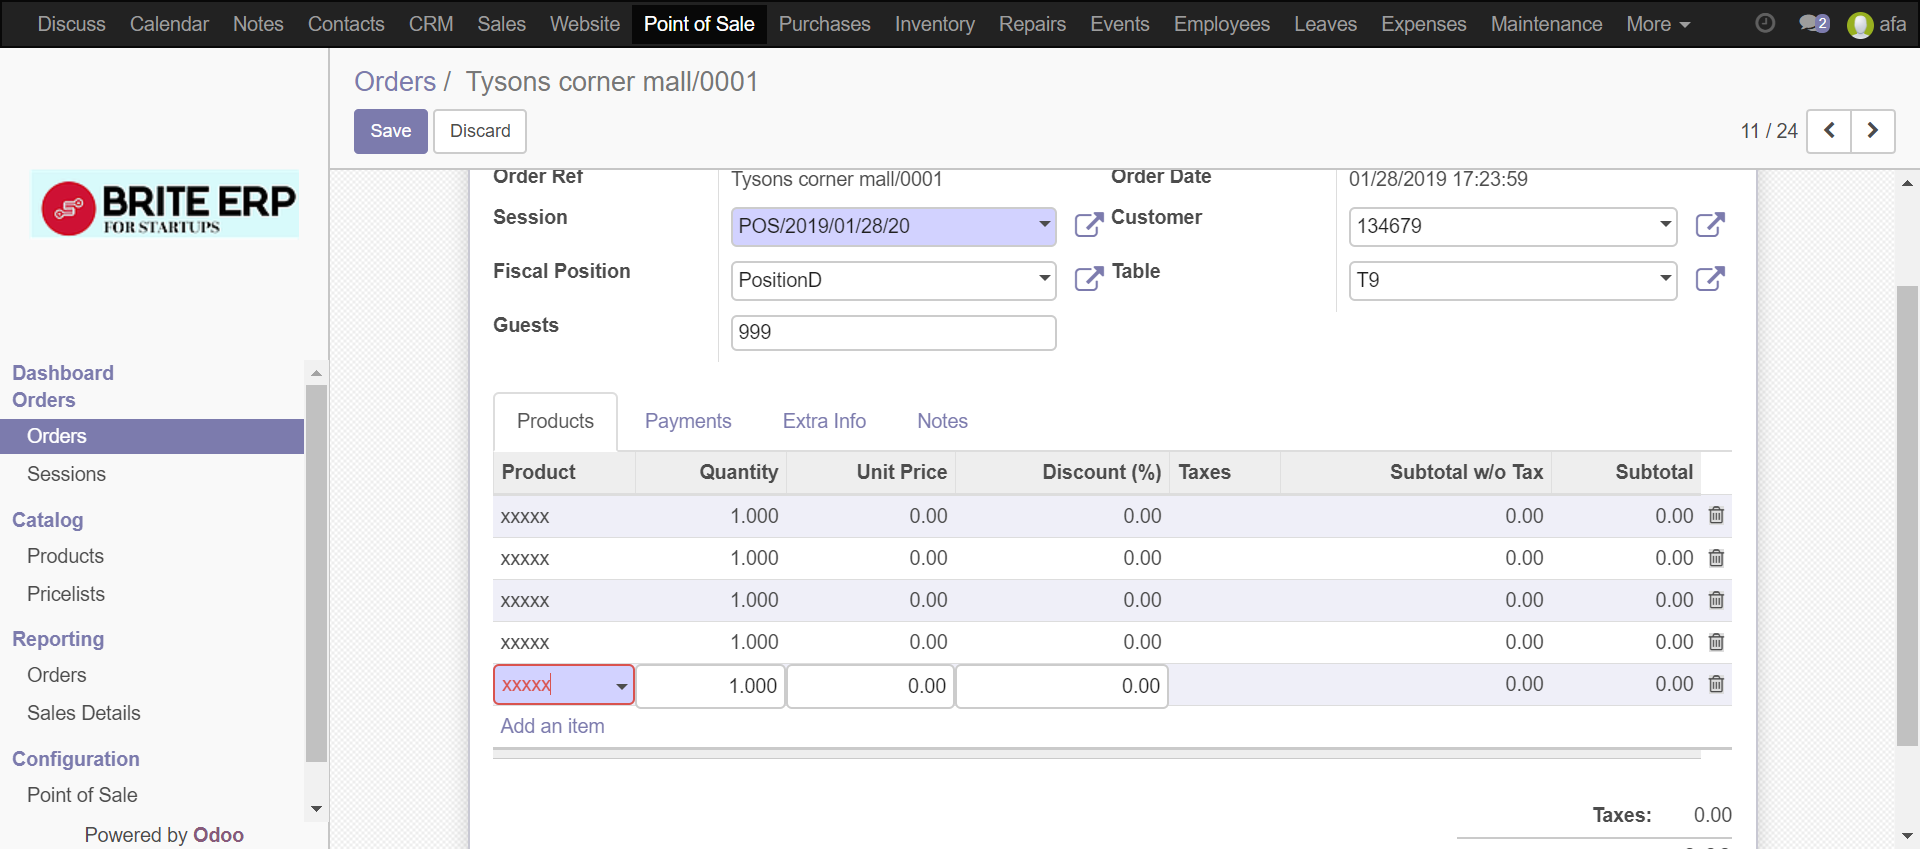 Discuss Calendar Notes Contacts CRM Sales Website Point of Sale Purchases Inventory Repairs Events Employees Leaves Expenses Maintenance More 2 afa
Orders / Tysons corner mall/0001
Save Discard 11 / 24
BRITE ERP
FOR STARTUPS
Dashboard
Orders
Orders
Sessions
Catalog
Products
Pricelists
Reporting
Orders
Sales Details
Configuration
Point of Sale
Powered by Odoo
Order Ref Tysons corner mall/0001 Order Date 01/28/2019 17:23:59
Session POS/2019/01/28/20 Customer 134679
Fiscal Position PositionD Table T9
Guests 999
Products Payments Extra Info Notes
Product Quantity Unit Price Discount (%) Taxes Subtotal w/o Tax Subtotal
xxxxx 1.000 0.00 0.00 0.00 0.00
xxxxx 1.000 0.00 0.00 0.00 0.00
xxxxx 1.000 0.00 0.00 0.00 0.00
xxxxx 1.000 0.00 0.00 0.00 0.00
xxxxx 1.000 0.00 0.00 0.00 0.00
Add an item
Taxes: 0.00